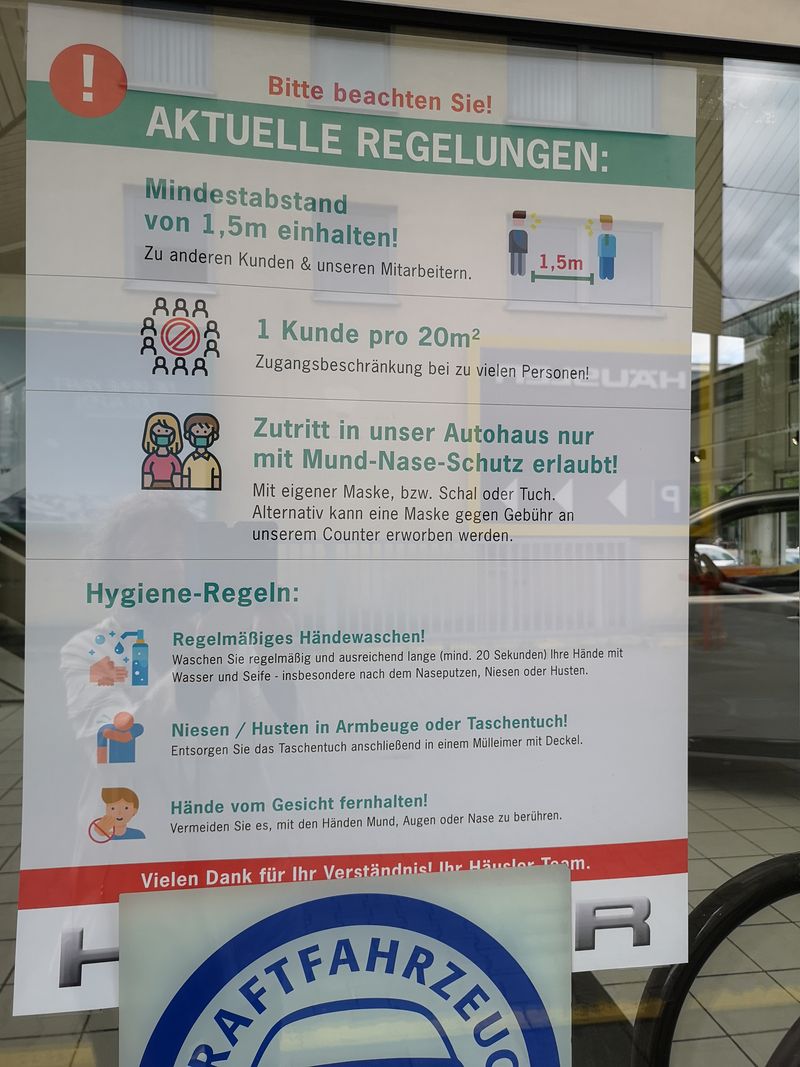 !
Bitte beachten Sie!
AKTUELLE REGELUNGEN:
Mindestabstand
von 1,5m einhalten!
Zu anderen Kunden & unseren Mitarbeitern.
1,5m
1 Kunde pro 20m²
Zugangsbeschränkung bei zu vielen Personen!
Zutritt in unser Autohaus nur
mit Mund-Nase-Schutz erlaubt!
Mit eigener Maske, bzw. Schal oder Tuch.
Alternativ kann eine Maske gegen Gebühr an
unserem Counter erworben werden.
Hygiene-Regeln:
Regelmäßiges Händewaschen!
Waschen Sie regelmäßig und ausreichend lange (mind. 20 Sekunden) Ihre Hände mit
Wasser und Seife - insbesondere nach dem Naseputzen, Niesen oder Husten.
Niesen / Husten in Armbeuge oder Taschentuch!
Entsorgen Sie das Taschentuch anschließend in einem Mülleimer mit Deckel.
Hände vom Gesicht fernhalten!
Vermeiden Sie es, mit den Händen Mund, Augen oder Nase zu berühren.
Vielen Dank für Ihr Verständnis! Ihr Häusler Team.
H R
RAFTFAHRZEUG